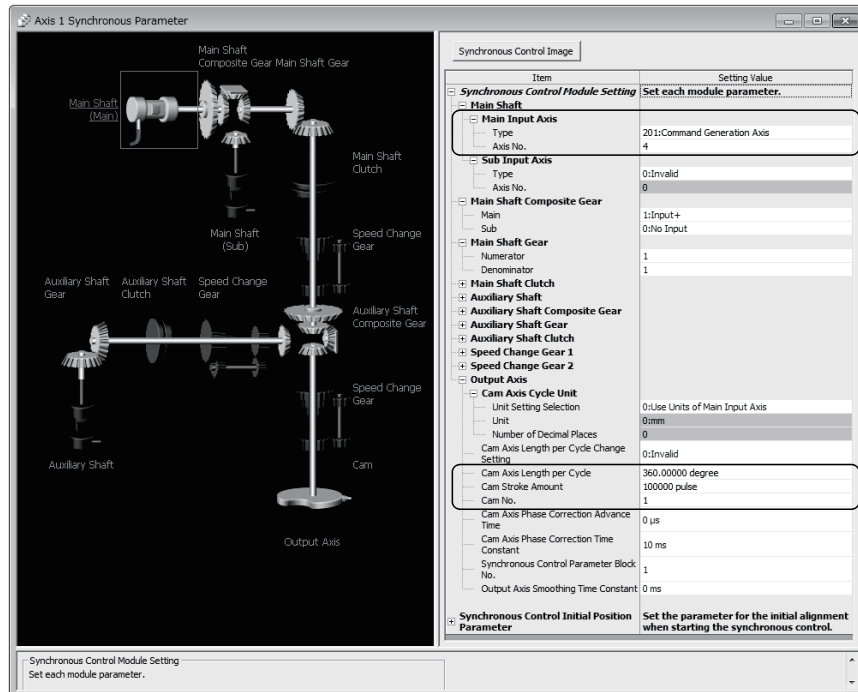 Axis 1 Synchronous Parameter
Main Shaft
Composite Gear Main Shaft Gear
Main Shaft
(Main)
Main Shaft
Clutch
Main Shaft
(Sub)
Speed Change
Gear
Auxiliary Shaft
Gear
Auxiliary Shaft
Clutch
Speed Change
Gear
Auxiliary Shaft
Composite Gear
Speed Change
Gear
Auxiliary Shaft
Cam
Output Axis
Synchronous Control Image
Item Setting Value
Synchronous Control Module Setting Set each module parameter.
Main Shaft
Main Input Axis
Type 201:Command Generation Axis
Axis No. 4
Sub Input Axis
Type 0:Invalid
Axis No. 0
Main Shaft Composite Gear
Main 1:Input+
Sub 0:No Input
Main Shaft Gear
Numerator 1
Denominator 1
Main Shaft Clutch
Auxiliary Shaft
Auxiliary Shaft Composite Gear
Auxiliary Shaft Gear
Auxiliary Shaft Clutch
Speed Change Gear 1
Speed Change Gear 2
Output Axis
Cam Axis Cycle Unit
Unit Setting Selection 0:Use Units of Main Input Axis
Unit 0:mm
Number of Decimal Places 0
Cam Axis Length per Cycle Change
Setting 0:Invalid
Cam Axis Length per Cycle 360.00000 degree
Cam Stroke Amount 100000 pulse
Cam No. 1
Cam Axis Phase Correction Advance
Time 0 µs
Cam Axis Phase Correction Time
Constant 10 ms
Synchronous Control Parameter Block
No. 1
Output Axis Smoothing Time Constant 0 ms
Synchronous Control Initial Position
Parameter
Set the parameter for the initial alignment
when starting the synchronous control.
Synchronous Control Module Setting
Set each module parameter.